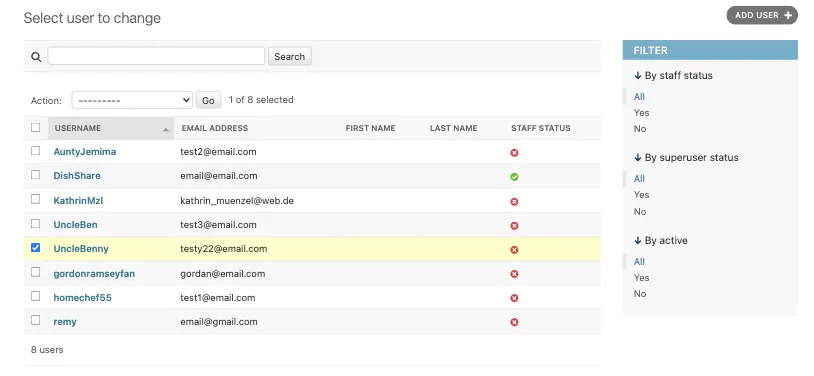 Select user to change
ADD USER +
Search
FILTER
By staff status
All
Yes
No
By superuser status
All
Yes
No
By active
All
Yes
No
Action: --------- Go 1 of 8 selected
USERNAME EMAIL ADDRESS FIRST NAME LAST NAME STAFF STATUS
AuntyJemima test2@email.com
DishShare email@email.com
KathrinMzl kathrin_muenzel@web.de
UncleBen test3@email.com
UncleBenny testy22@email.com
gordonramseyfan gordan@email.com
homechef55 test1@email.com
remy email@gmail.com
8 users